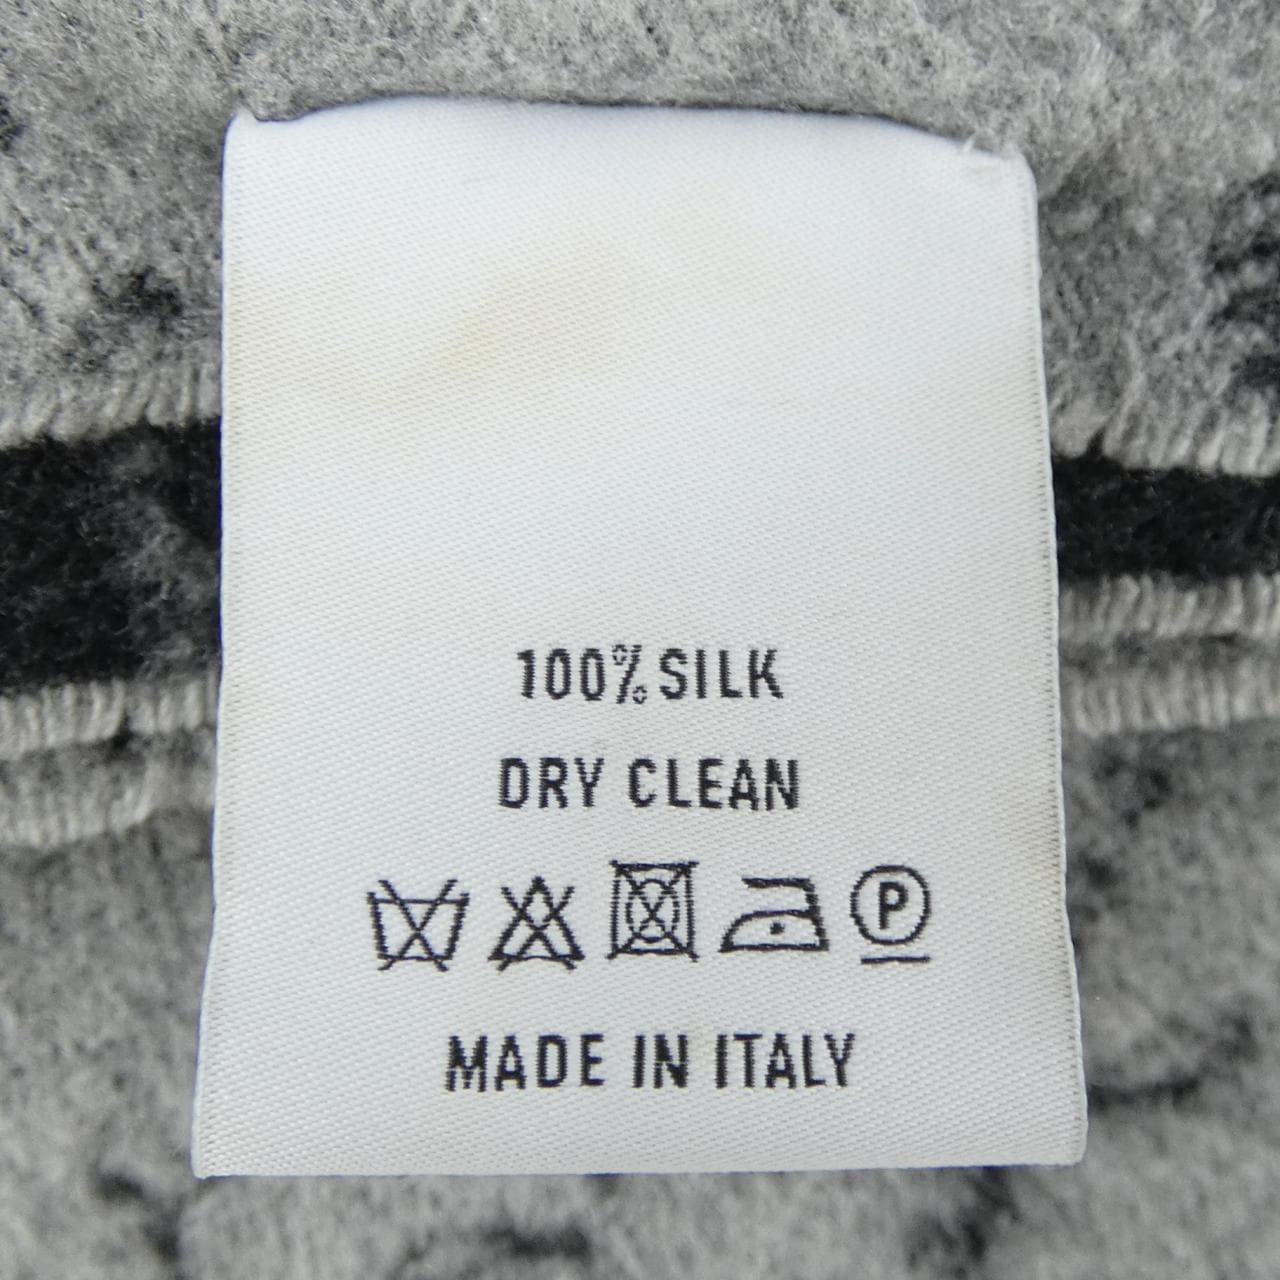 100% SILK
DRY CLEAN
P
MADE IN ITALY